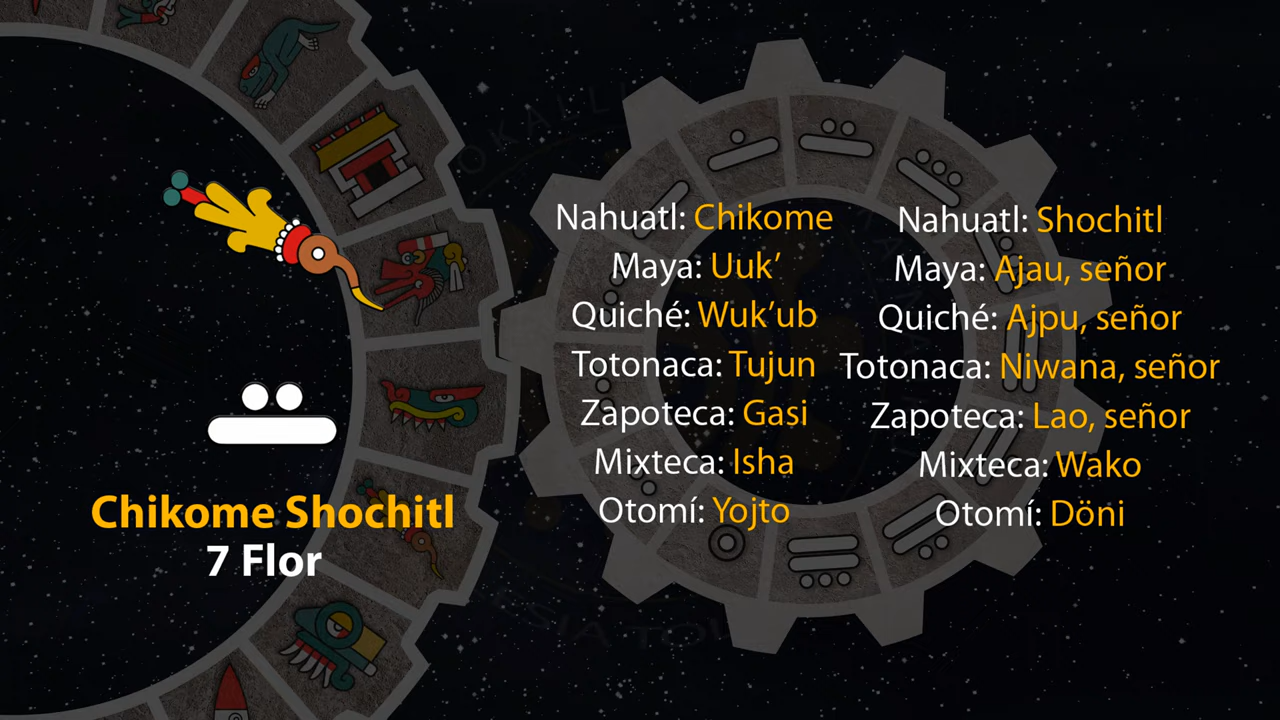 Nahuatl: Chikome
Maya: Uuk’
Quiché: Wuk’ub
Totonaca: Tujun
Zapoteca: Gasi
Mixteca: Isha
Otomí: Yojto
Nahuatl: Shochitl
Maya: Ajau, señor
Quiché: Ajpu, señor
Totonaca: Niwana, señor
Zapoteca: Lao, señor
Mixteca: Wako
Otomí: Döni
Chikome Shochitl
7 Flor